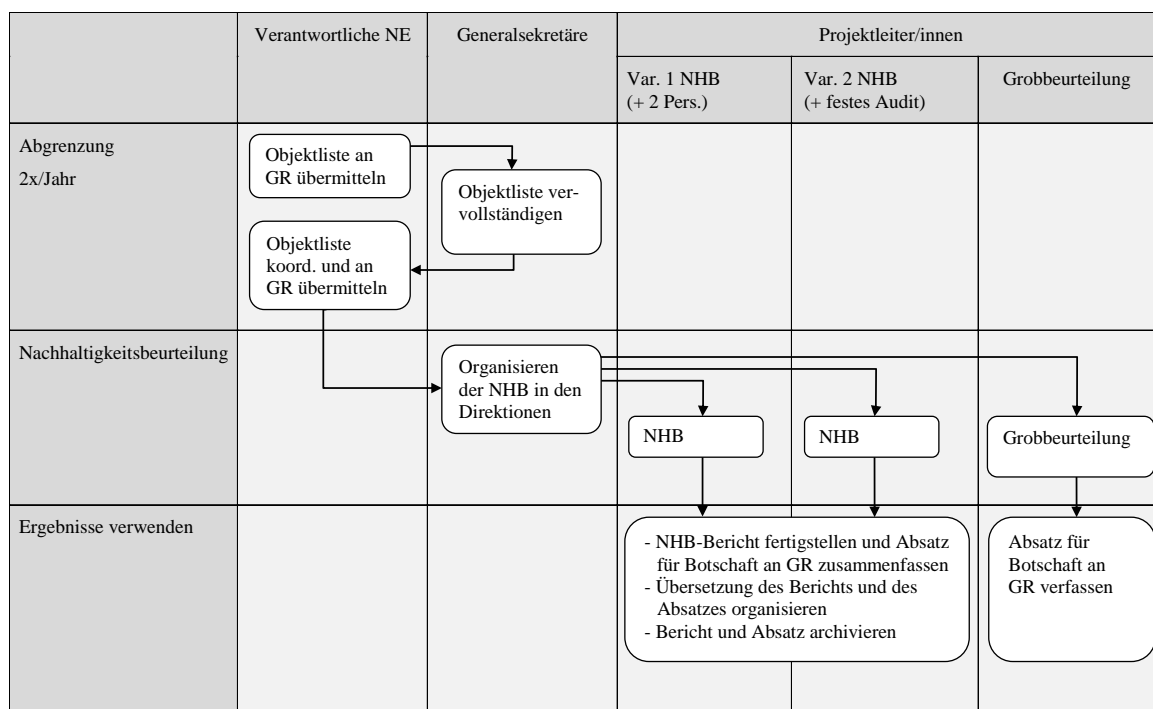 Verantwortliche NE
Generalsekretäre
Projektleiter/innen
Var. 1 NHB
(+ 2 Pers.)
Var. 2 NHB
(+ festes Audit)
Grobbeurteilung
Abgrenzung
2x/Jahr
Objektliste an
GR übermitteln
Objektliste ver-
vollständigen
Objektliste
koord. und an
GR übermitteln
Nachhaltigkeitsbeurteilung
Organisieren
der NHB in den
Direktionen
NHB
NHB
Grobbeurteilung
Ergebnisse verwenden
- NHB-Bericht fertigstellen und Absatz
für Botschaft an GR zusammenfassen
- Übersetzung des Berichts und des
Absatzes organisieren
- Bericht und Absatz archivieren
Absatz für
Botschaft an
GR verfassen